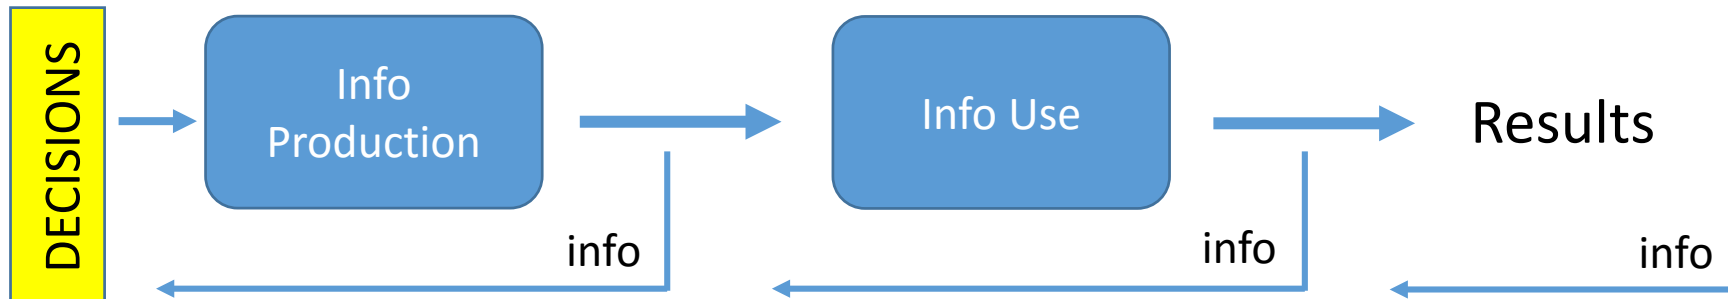 DECISIONS
Info
Production
Info Use
Results
info
info
info